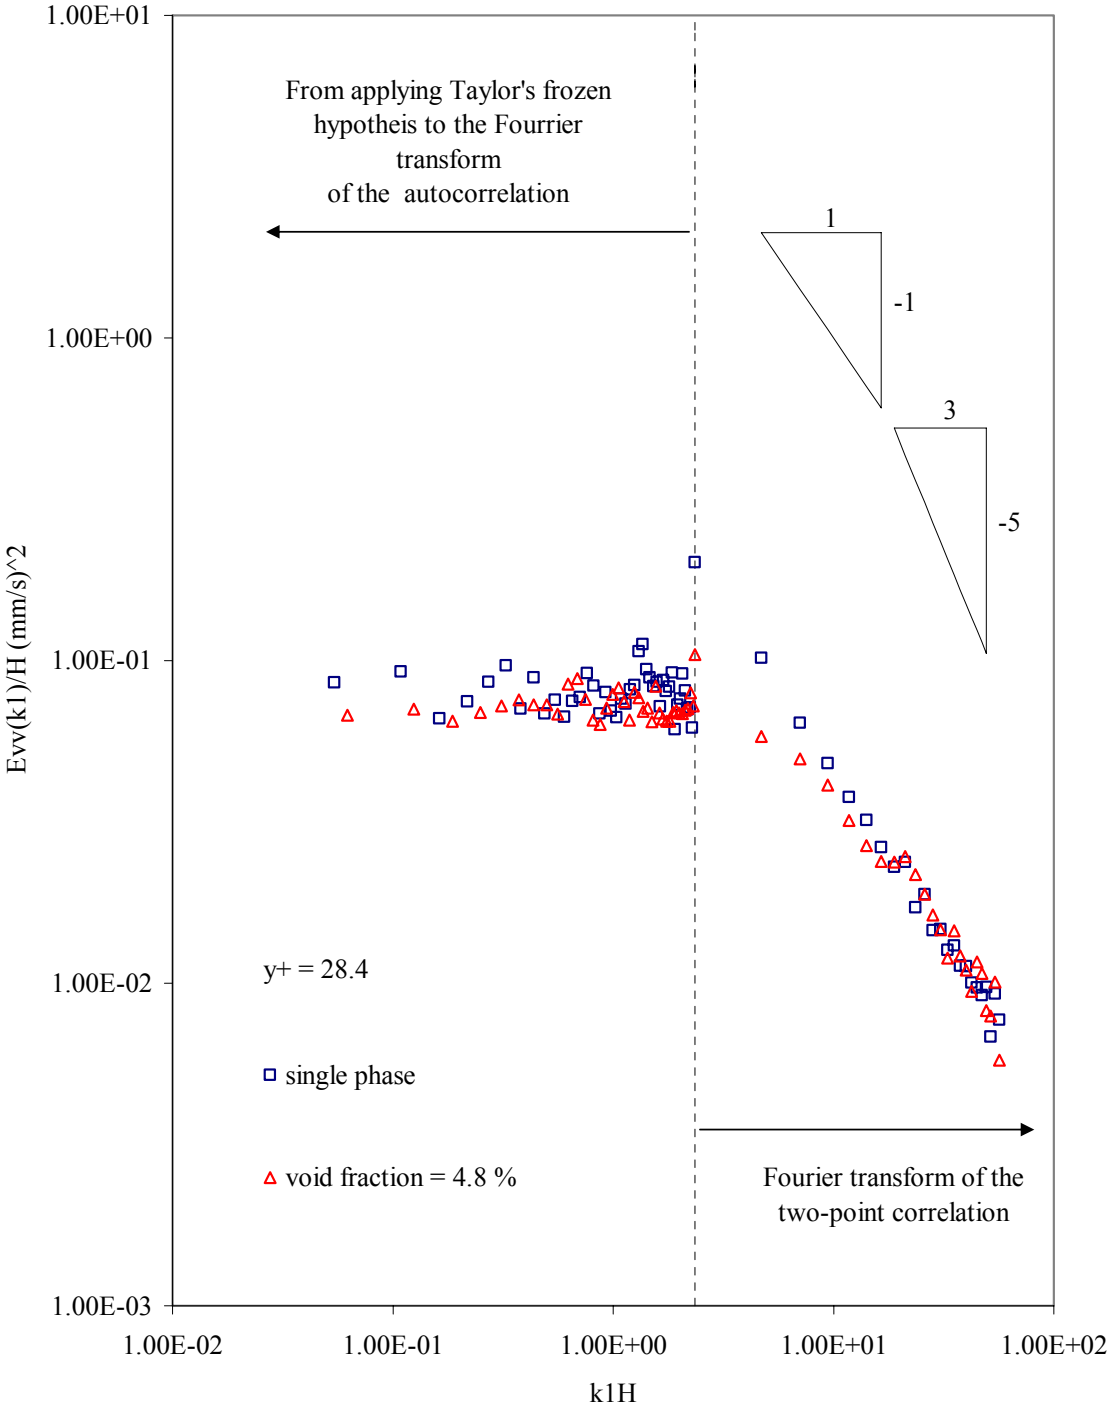 1.00E+01
From applying Taylor's frozen
hypotheis to the Fourrier
transform
of the autocorrelation
1
-1
1.00E+00
3
-5
Evv(k1)/H (mm/s)^2
1.00E-01
y+ = 28.4
1.00E-02
single phase
void fraction = 4.8 %
Fourier transform of the
two-point correlation
1.00E-03
1.00E-02
1.00E-01
1.00E+00
1.00E+01
1.00E+02
k1H